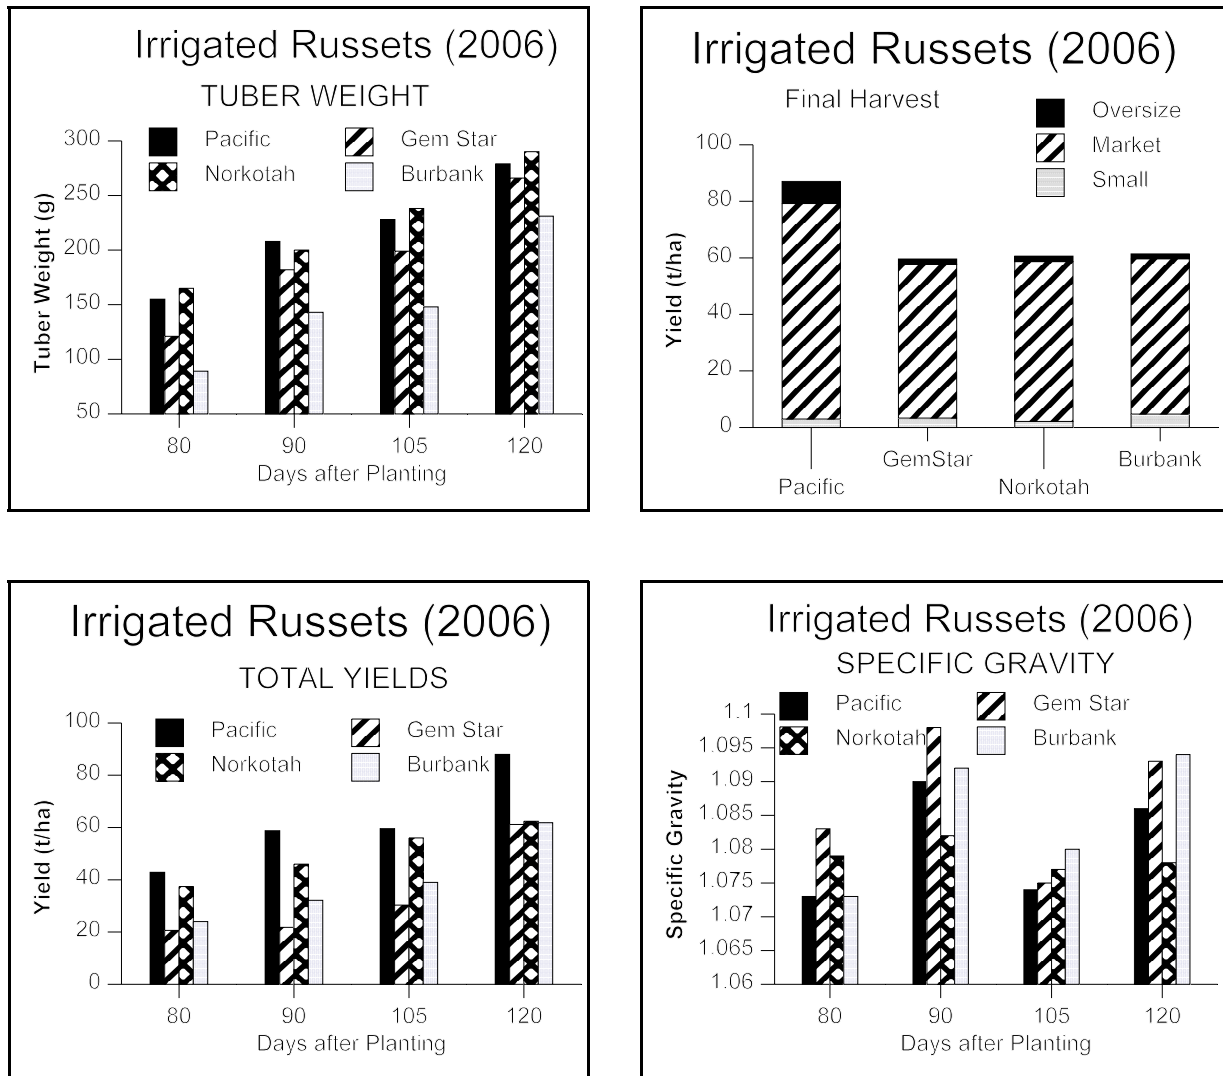 Irrigated Russets (2006)
TUBER WEIGHT
Pacific
Gem Star
Norkotah
Burbank
Tuber Weight (g)
300
250
200
150
100
50
80 90 105 120
Days after Planting
Irrigated Russets (2006)
Final Harvest
Oversize
Market
Small
Yield (t/ha)
100
80
60
40
20
0
GemStar Burbank
Pacific Norkotah
Irrigated Russets (2006)
TOTAL YIELDS
Pacific
Gem Star
Norkotah
Burbank
Yield (t/ha)
100
80
60
40
20
0
80 90 105 120
Days after Planting
Irrigated Russets (2006)
SPECIFIC GRAVITY
Pacific
Gem Star
Norkotah
Burbank
Specific Gravity
1.1
1.095
1.09
1.085
1.08
1.075
1.07
1.065
1.06
80 90 105 120
Days after Planting